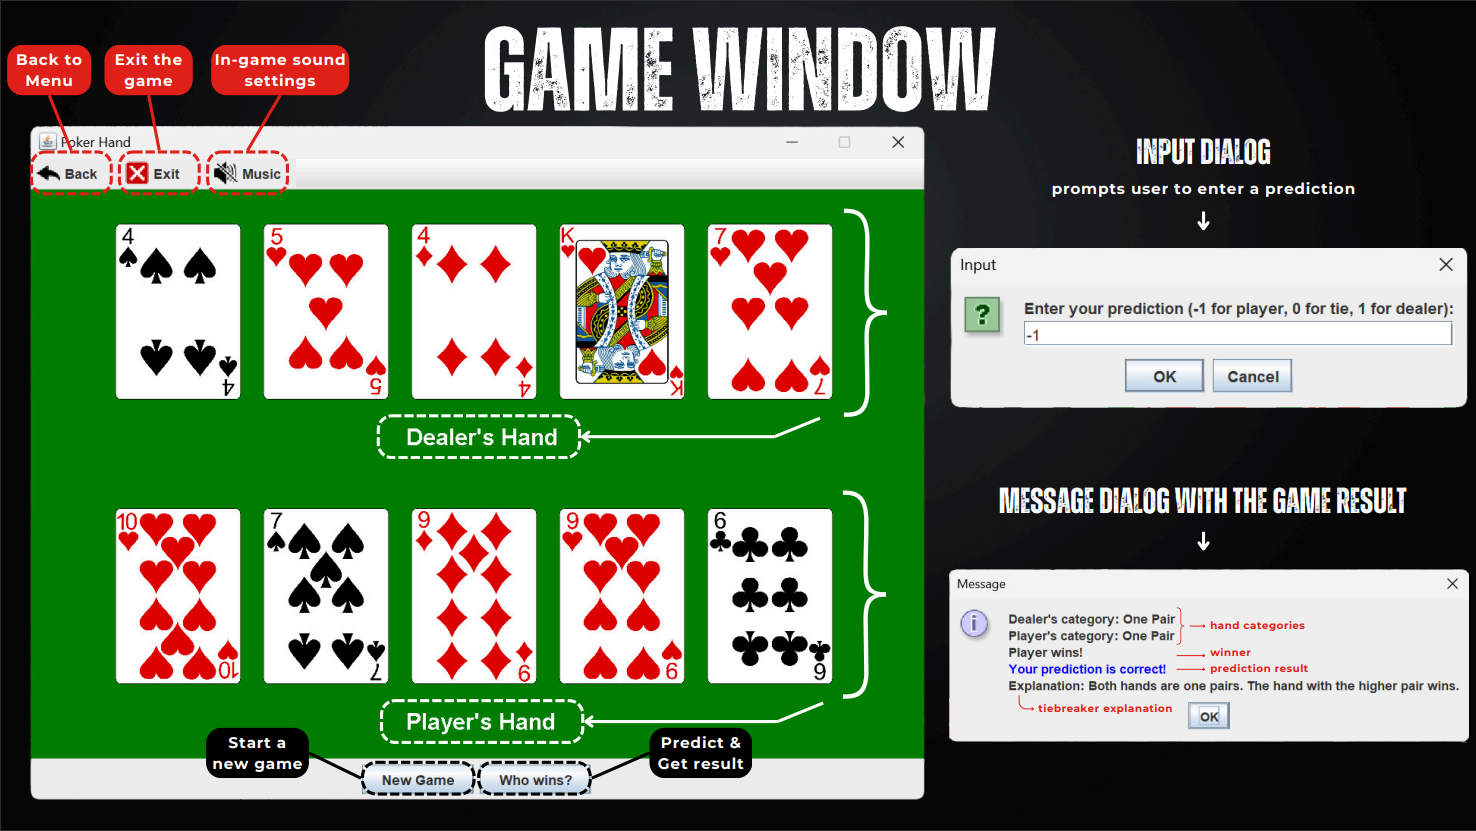 GAME WINDOW
Back to
Menu
Exit the
game
In-game sound
settings
Poker Hand
Back
Exit
Music
4
4
5
5
4
4
K
K
7
7
Dealer's Hand
10
10
7
7
9
9
9
9
6
6
Player's Hand
Start a
new game
Predict &
Get result
New Game
Who wins?
INPUT DIALOG
prompts user to enter a prediction
Input
?
Enter your prediction (-1 for player, 0 for tie, 1 for dealer):
-1
OK
Cancel
MESSAGE DIALOG WITH THE GAME RESULT
Message
i
Dealer's category: One Pair
Player's category: One Pair
hand categories
Player wins!
winner
Your prediction is correct!
prediction result
Explanation: Both hands are one pairs. The hand with the higher pair wins.
tiebreaker explanation
OK